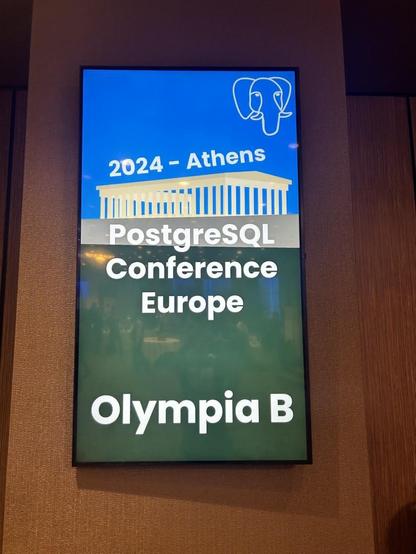 2024 - Athens
PostgreSQL
Conference
Europe
Olympia B